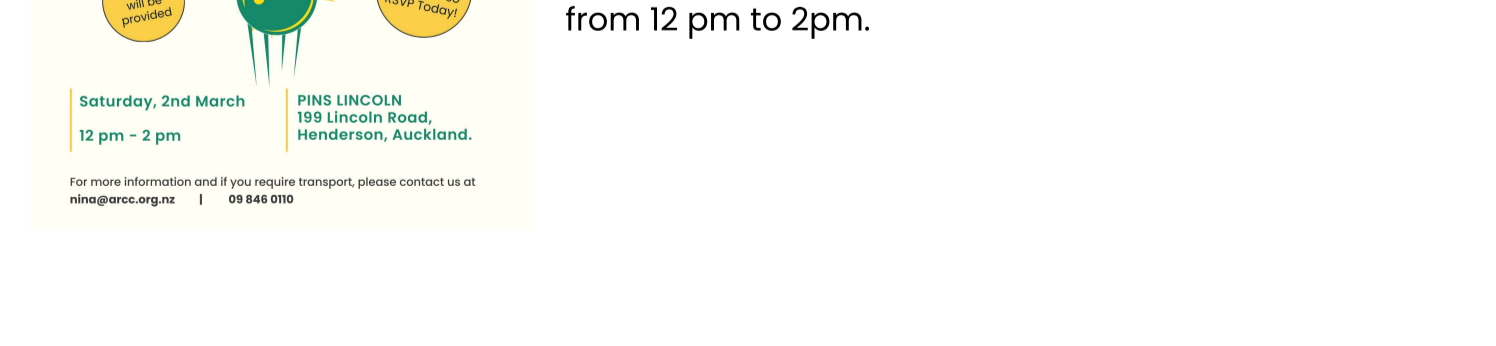 will be
provided
RSVP Today!
from 12 pm to 2pm.
Saturday, 2nd March
12 pm - 2 pm
PINS LINCOLN
199 Lincoln Road,
Henderson, Auckland.
For more information and if you require transport, please contact us at
nina@arcc.org.nz | 09 846 0110